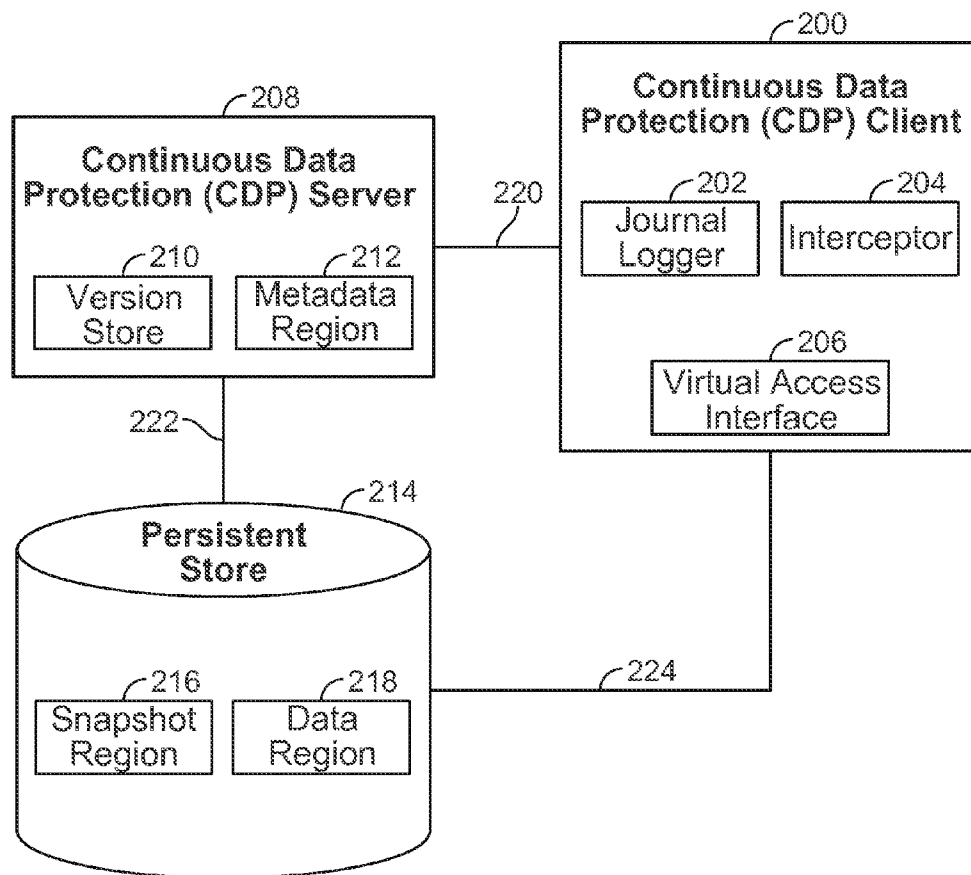 200
Continuous Data
Protection (CDP) Client
202
Journal
Logger
204
Interceptor
206
Virtual Access
Interface
208
Continuous Data
Protection (CDP) Server
210
Version
Store
212
Metadata
Region
220
222
214
Persistent
Store
216
Snapshot
Region
218
Data
Region
224